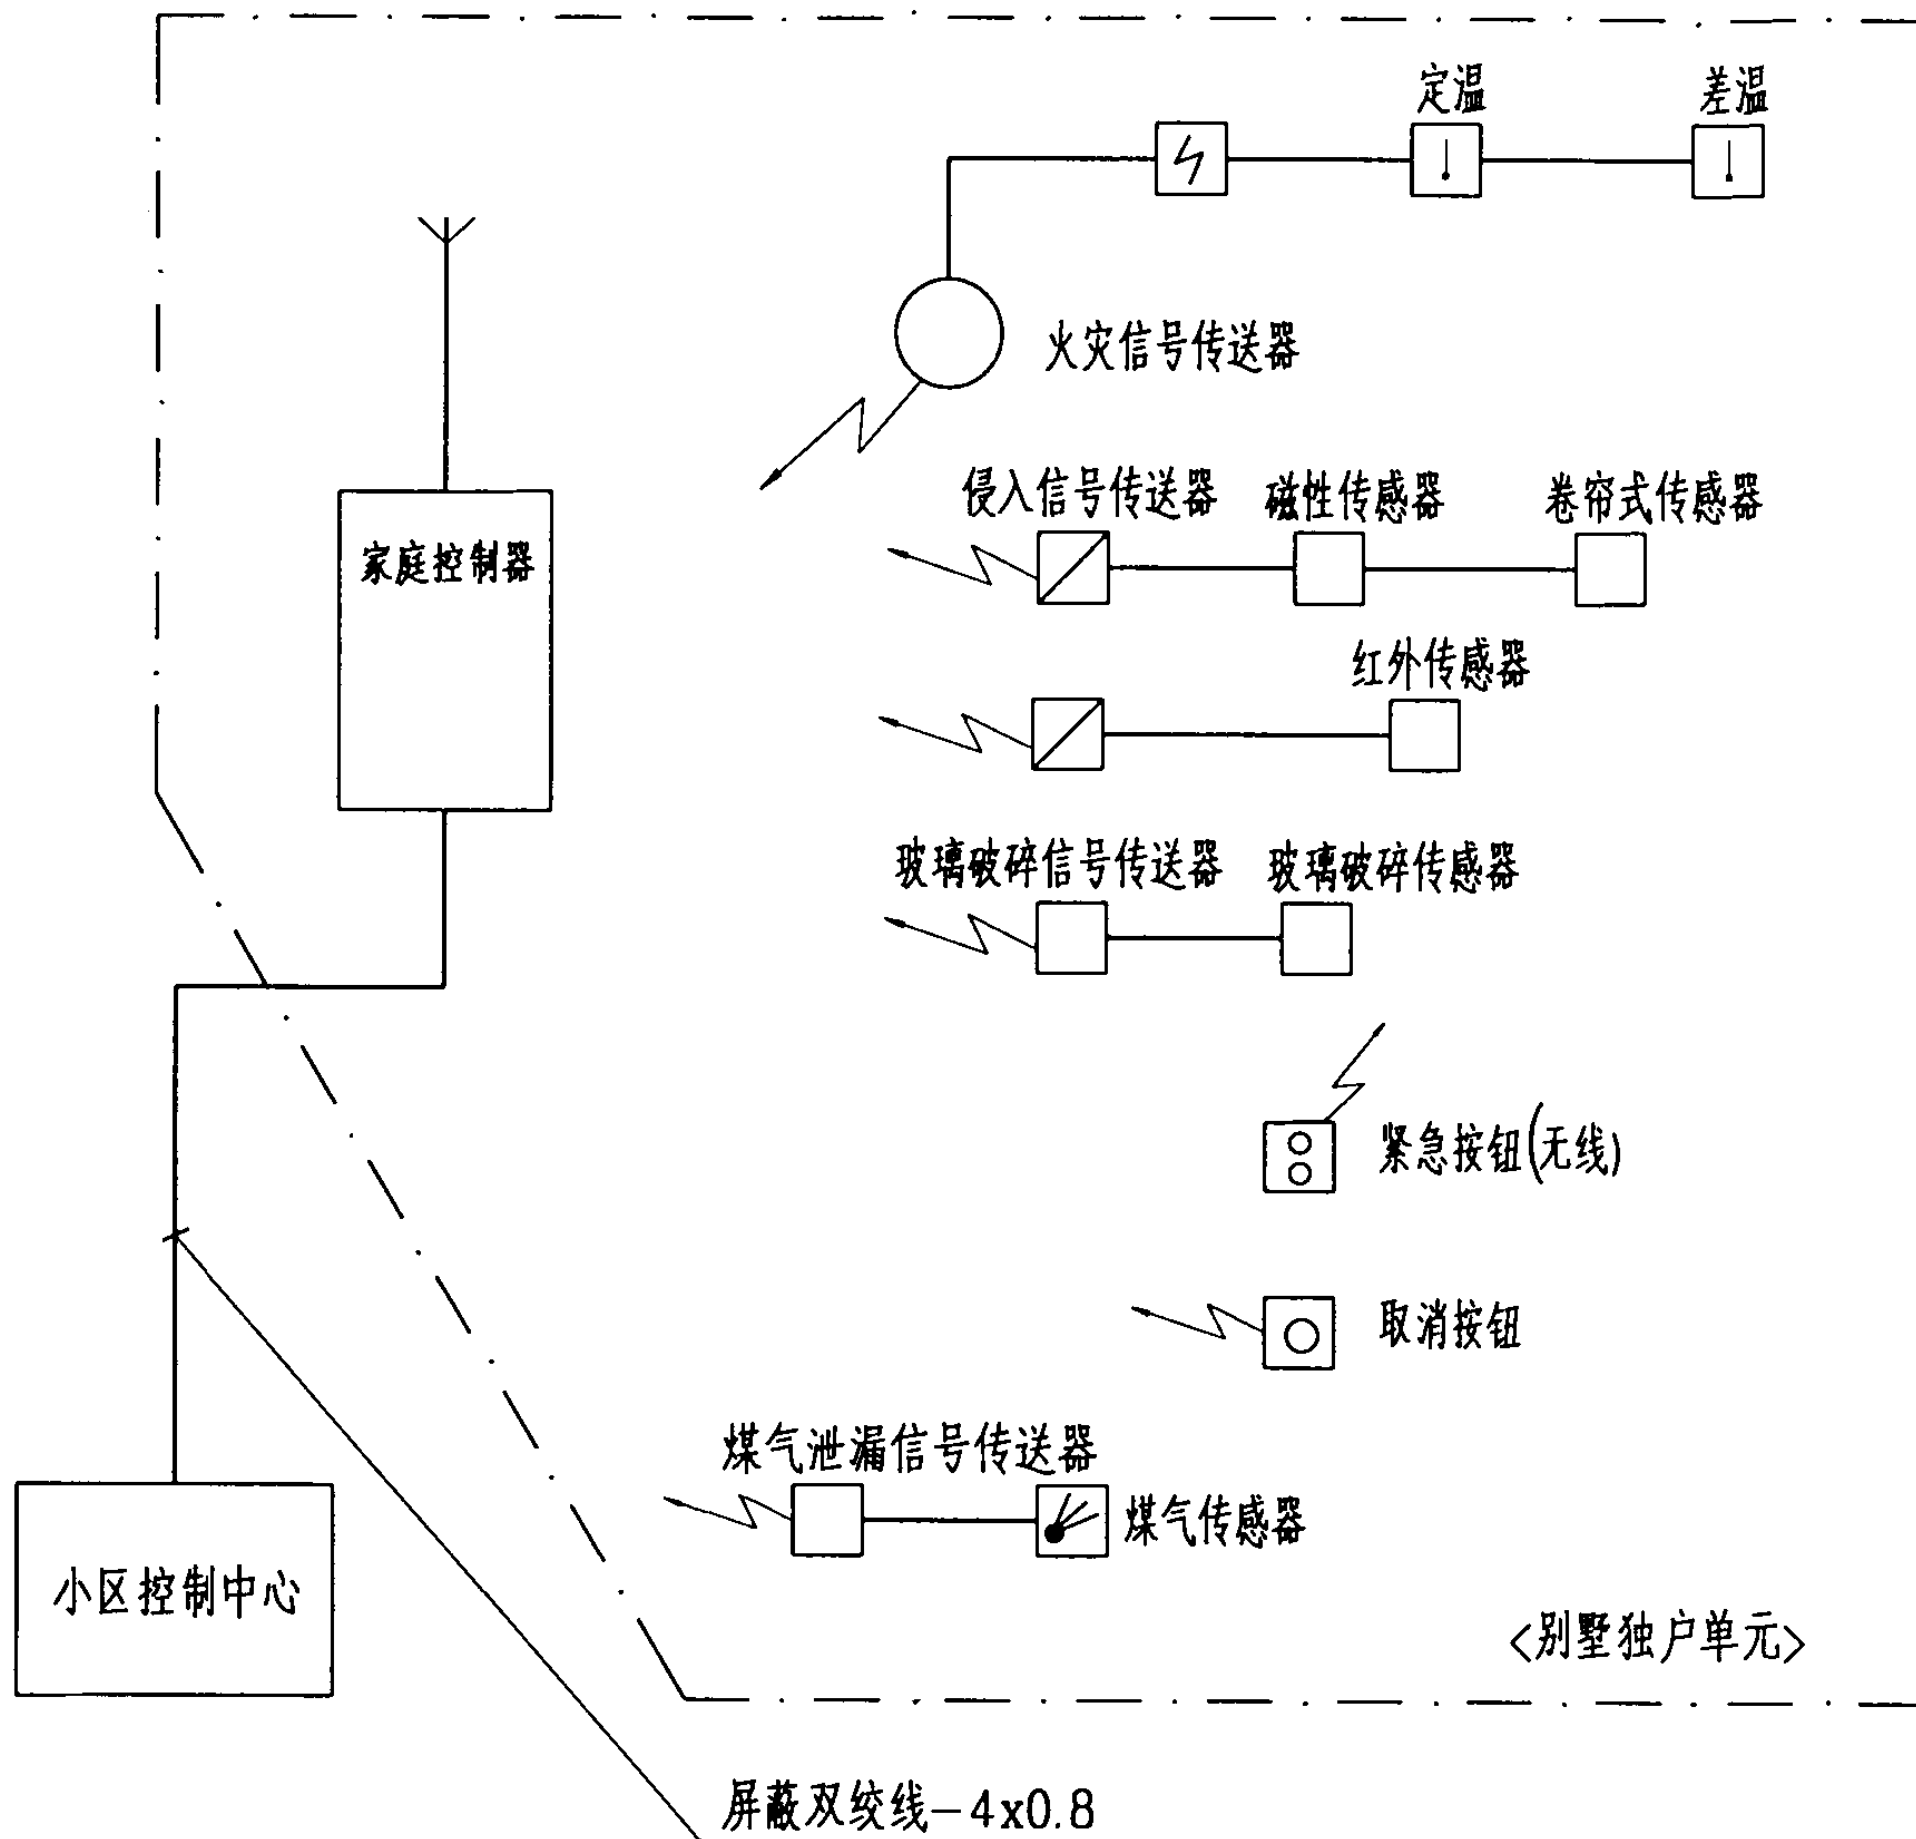 定温
差温
火灾信号传送器
侵入信号传送器
磁性传感器
卷帘式传感器
家庭控制器
红外传感器
玻璃破碎信号传送器
玻璃破碎传感器
紧急按钮(无线)
取消按钮
煤气泄漏信号传送器
煤气传感器
小区控制中心
<别墅独户单元>
屏蔽双绞线-4x0.8